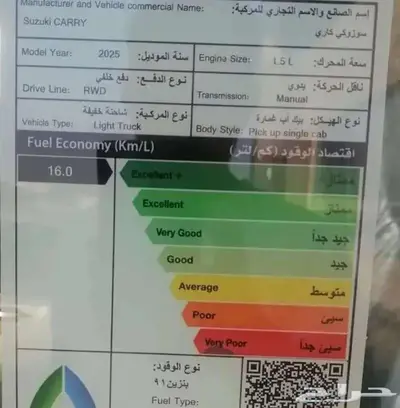 Manufacturer and Vehicle commercial Name: إسم الصانع والاسم التجاري للمركبة:
Suzuki CARRY سوزوكي كاري
Model Year: 2025 سنة الموديل: Engine Size: 1.5 L سعة المحرك:
Drive Line: RWD نوع الدفع: دفع خلفي
Transmission: Manual ناقل الحركة: يدوي
Vehicle Type: Light Truck نوع المركبة: شاحنة خفيفة
Body Style: Pick up single cab نوع الهيكل: بيك أب غمارة
Fuel Economy (Km/L) اقتصاد الوقود (كم/لتر)
16.0 Excellent + ممتاز
Excellent ممتاز
Very Good جيد جداً
Good جيد
Average متوسط
Poor سيئ
Very Poor سيئ جداً
نوع الوقود:
بنزين ٩١
Fuel Type:
حراج